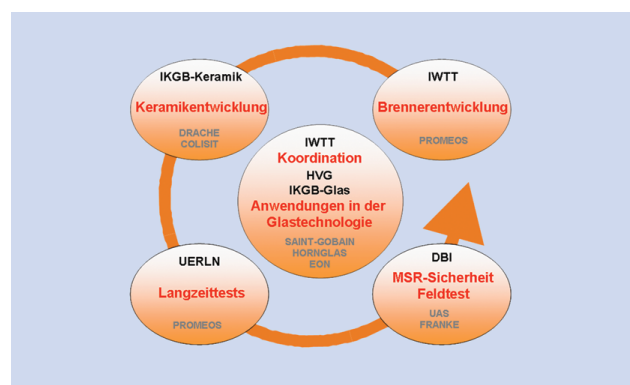 IKGB-Keramik
Keramikentwicklung
DRACHE
COLISIT
IWTT
Brennerentwicklung
PROMEOS
IWTT
Koordination
HVG
IKGB-Glas
Anwendungen in der
Glastechnologie
SAINT-GOBAIN
HORNGLAS
EON
UERLN
Langzeittests
PROMEOS
DBI
MSR-Sicherheit
Feldtest
UAS
FRANKE